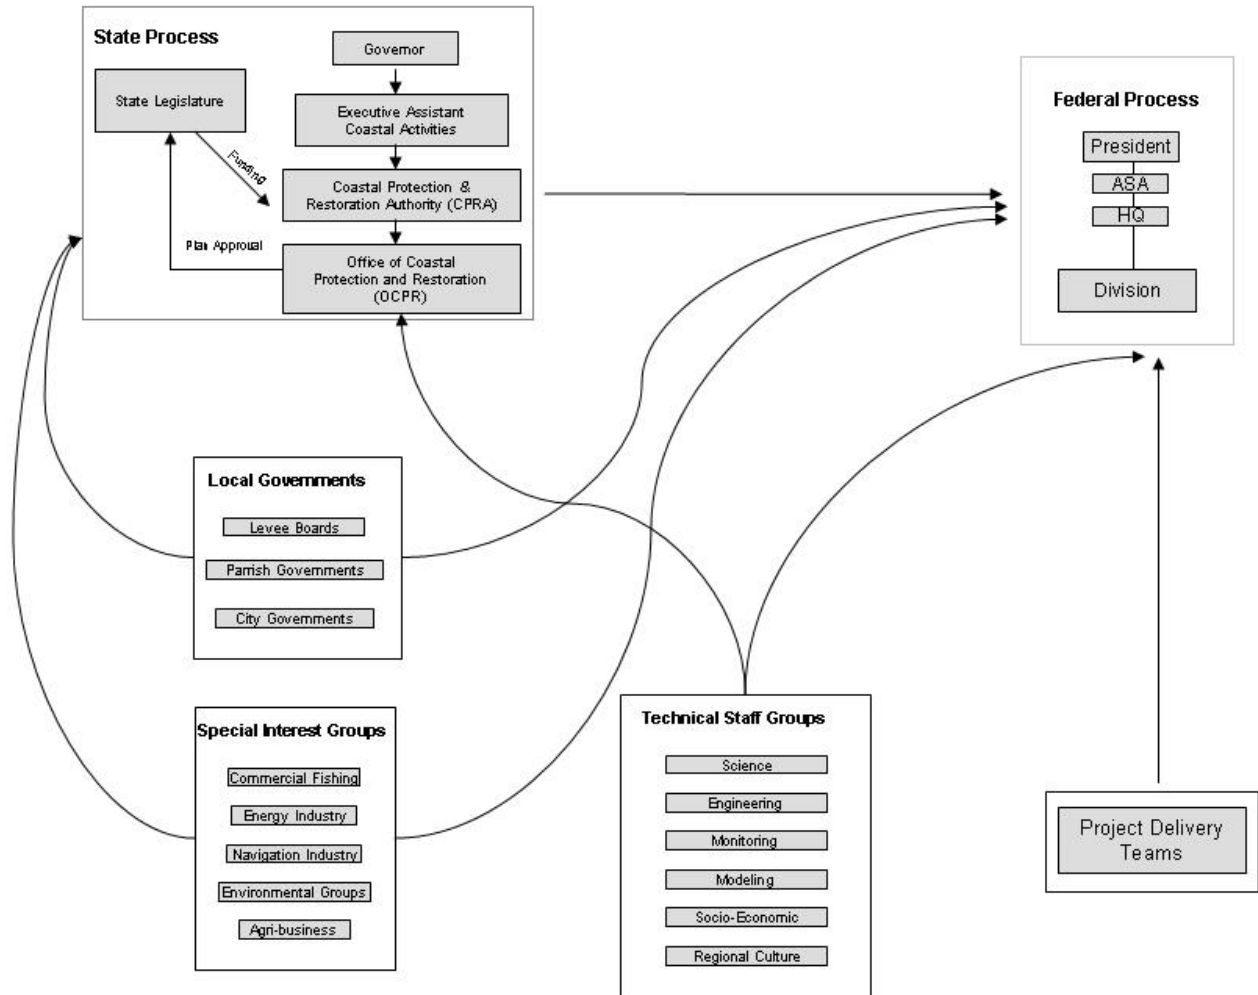 State Process
Governor
State Legislature
Executive Assistant
Coastal Activities
Funding
Coastal Protection &
Restoration Authority (CPRA)
Plan Approval
Office of Coastal
Protection and Restoration
(OCPR)
Federal Process
President
ASA
HQ
Division
Local Governments
Levee Boards
Parrish Governments
City Governments
Special Interest Groups
Commercial Fishing
Energy Industry
Navigation Industry
Environmental Groups
Agri-business
Technical Staff Groups
Science
Engineering
Monitoring
Modeling
Socio-Economic
Regional Culture
Project Delivery
Teams